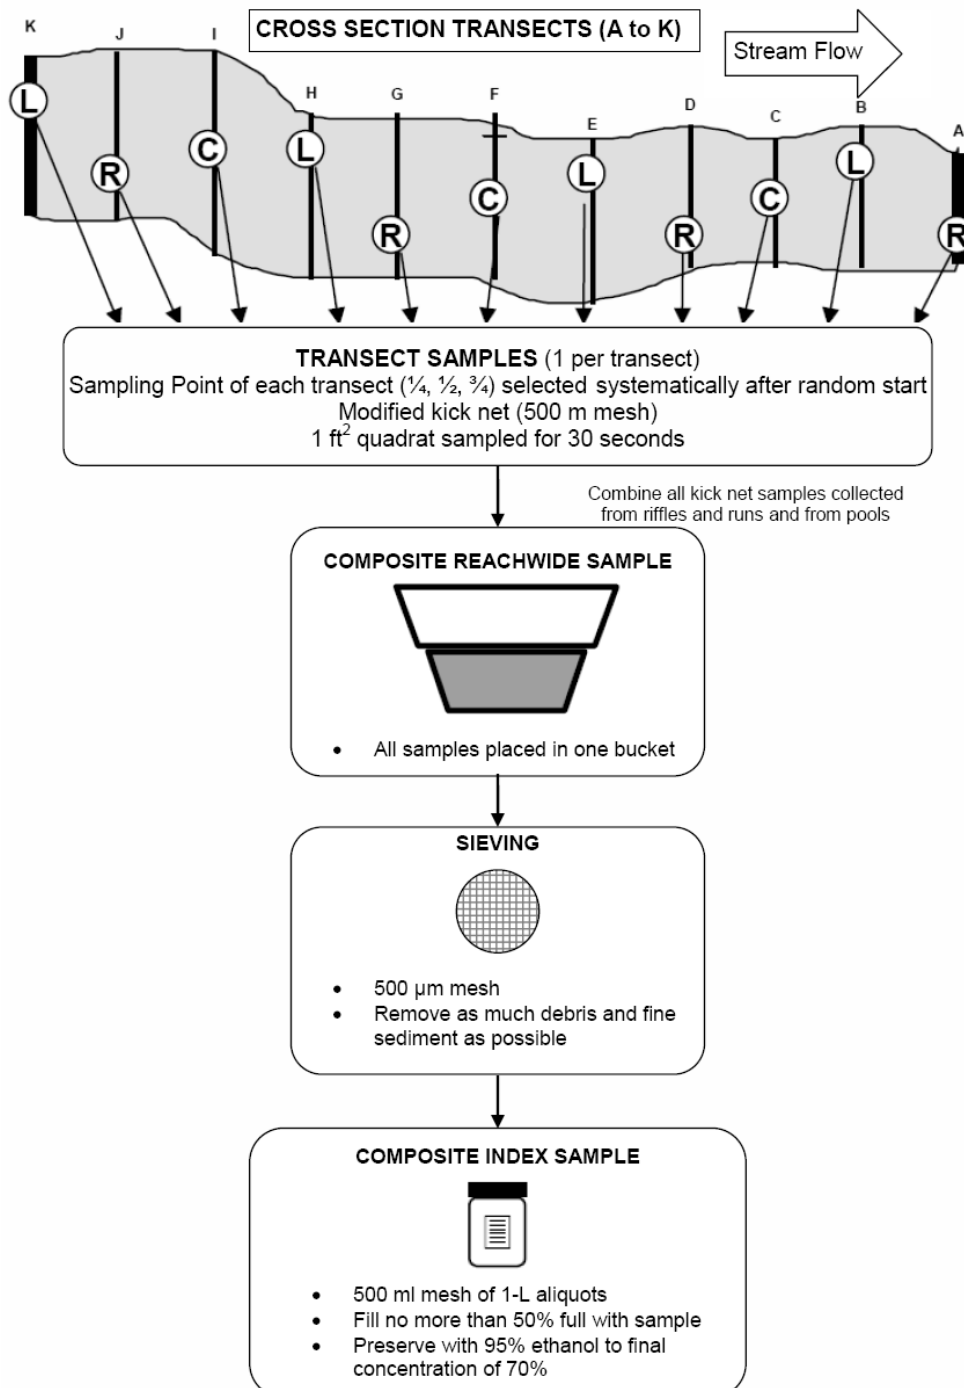 CROSS SECTION TRANSECTS (A to K)
Stream Flow
K
J
I
H
G
F
E
D
C
B
A
L
R
C
L
R
C
L
R
C
L
R
TRANSECT SAMPLES (1 per transect)
Sampling Point of each transect (¼, ½, ¾) selected systematically after random start
Modified kick net (500 m mesh)
1 ft² quadrat sampled for 30 seconds
Combine all kick net samples collected
from riffles and runs and from pools
COMPOSITE REACHWIDE SAMPLE
• All samples placed in one bucket
SIEVING
• 500 µm mesh
• Remove as much debris and fine
sediment as possible
COMPOSITE INDEX SAMPLE
• 500 ml mesh of 1-L aliquots
• Fill no more than 50% full with sample
• Preserve with 95% ethanol to final
concentration of 70%